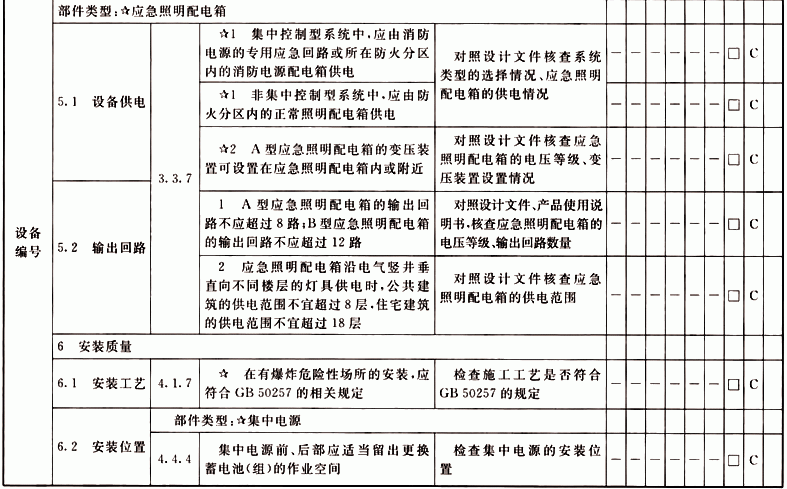 部件类型:☆应急照明配电箱
☆1 集中控制型系统中,应由消防
电源的专用应急回路或所在防火分区
内的消防电源配电箱供电
对照设计文件核查系统
类型的选择情况、应急照明
配电箱的供电情况
— — — — — — □ C
5.1 设备供电
☆1 非集中控制型系统中,应由防
火分区内的正常照明配电箱供电
— — — — — — □ C
☆2 A型应急照明配电箱的变压装
置可设置在应急照明配电箱内或附近
对照设计文件核查应急
照明配电箱的电压等级、变
压装置设置情况
— — — — — — □ C
3.3.7
设备
编号
5.2 输出回路
1 A型应急照明配电箱的输出回
路不应超过8路;B型应急照明配电箱
的输出回路不应超过12路
对照设计文件、产品使用说
明书,核查应急照明配电箱的
电压等级、输出回路数量
— — — — — — □ C
2 应急照明配电箱沿电气竖井垂
直向不同楼层的灯具供电时,公共建
筑的供电范围不宜超过8层,住宅建筑
的供电范围不宜超过18层
对照设计文件核查应急
照明配电箱的供电范围
— — — — — — □ C
6 安装质量
6.1 安装工艺
4.1.7
☆ 在有爆炸危险性场所的安装,应
符合GB 50257的相关规定
检查施工工艺是否符合
GB 50257的规定
— — — — — — □ C
部件类型:☆集中电源
6.2 安装位置
4.4.4
集中电源前、后部应适当留出更换
蓄电池(组)的作业空间
检查集中电源的安装位
置
— — — — — — □ C